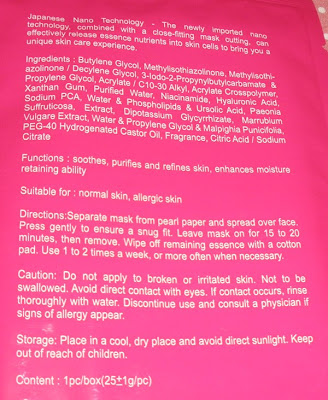 Japanese Nano Technology - The newly imported nano
technology, combined with a close-fitting mask cutting, can
effectively release essence nutrients into skin cells to bring you a
unique skin care experience.
Ingredients : Butylene Glycol, Methylisothiazolinone, Methylisothi-
azolinone / Decylene Glycol, 3-Iodo-2-Propynylbutylcarbamate &
Propylene Glycol, Acrylate / C10-30 Alkyl, Acrylate Crosspolymer,
Xanthan Gum, Purified Water, Niacinamide, Hyaluronic Acid,
Sodium PCA, Water & Phospholipids & Ursolic Acid, Paeonia
Suffruticosa, Extract, Dipotassium Glycyrrhizate, Marrubium
Vulgare Extract, Water & Propylene Glycol & Malpighia Punicifolia,
PEG-40 Hydrogenated Castor Oil, Fragrance, Citric Acid / Sodium
Citrate
Functions : soothes, purifies and refines skin, enhances moisture
retaining ability
Suitable for : normal skin, allergic skin
Directions:Separate mask from pearl paper and spread over face.
Press gently to ensure a snug fit. Leave mask on for 15 to 20
minutes, then remove. Wipe off remaining essence with a cotton
pad. Use 1 to 2 times a week, or more often when necessary.
Caution: Do not apply to broken or irritated skin. Not to be
swallowed. Avoid direct contact with eyes. If contact occurs, rinse
thoroughly with water. Discontinue use and consult a physician if
signs of allergy appear.
Storage: Place in a cool, dry place and avoid direct sunlight. Keep
out of reach of children.
Content : 1pc/box(25±1g/pc)